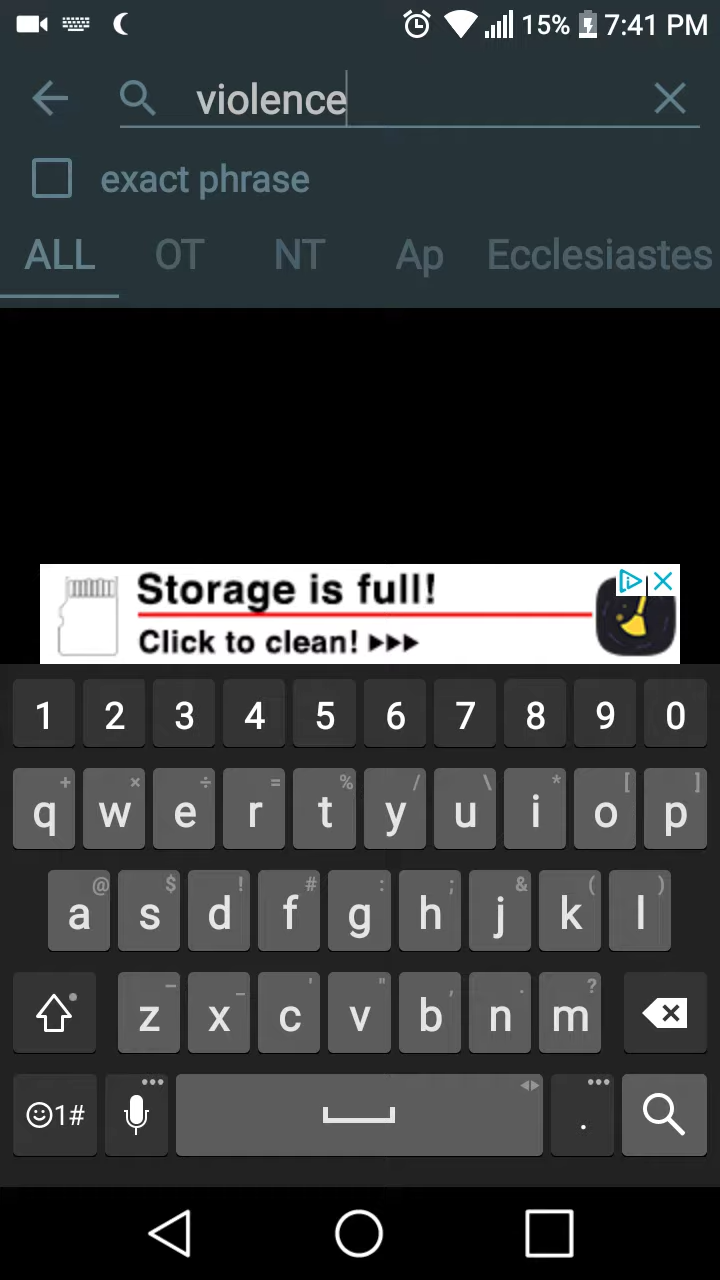 15% 7:41 PM
violence
exact phrase
ALL OT NT Ap Ecclesiastes
Storage is full!
Click to clean!
1 2 3 4 5 6 7 8 9 0
+ × ÷ = % / \ * [ ]
q w e r t y u i o p
@ $ ! # : ; & ( )
a s d f g h j k l
– _ ' " , . ?
z x c v b n m
1# .